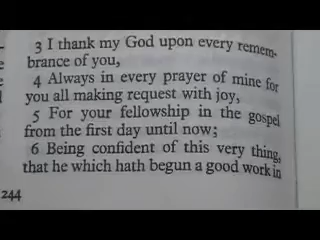 3 I thank my God upon every remem-
brance of you,
4 Always in every prayer of mine for
you all making request with joy,
5 For your fellowship in the gospel
from the first day until now;
6 Being confident of this very thing,
that he which hath begun a good work in
244